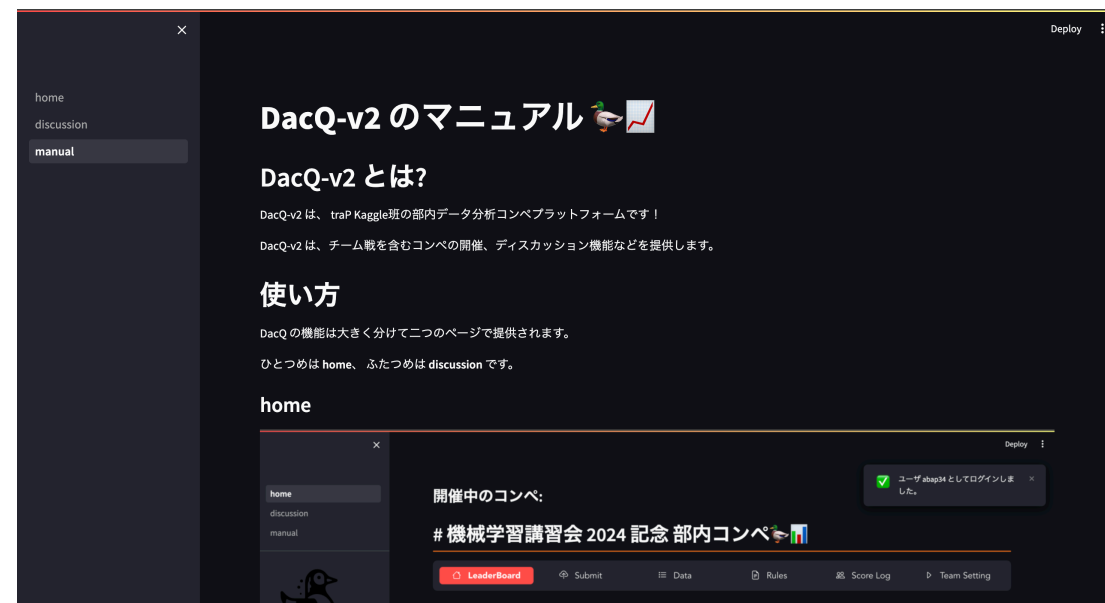 Deploy
home
discussion
manual
DacQ-v2 のマニュアル🦆📈
DacQ-v2 とは?
DacQ-v2 は、 traP Kaggle班の部内データ分析コンペプラットフォームです！
DacQ-v2 は、チーム戦を含むコンペの開催、ディスカッション機能などを提供します。
使い方
DacQ の機能は大きく分けて二つのページで提供されます。
ひとつめは home、 ふたつめは discussion です。
home
Deploy
ユーザ abap34 としてログインしま
した。
home
discussion
manual
開催中のコンペ:
# 機械学習講習会 2024 記念 部内コンペ🦆📊
LeaderBoard
Submit
Data
Rules
Score Log
Team Setting